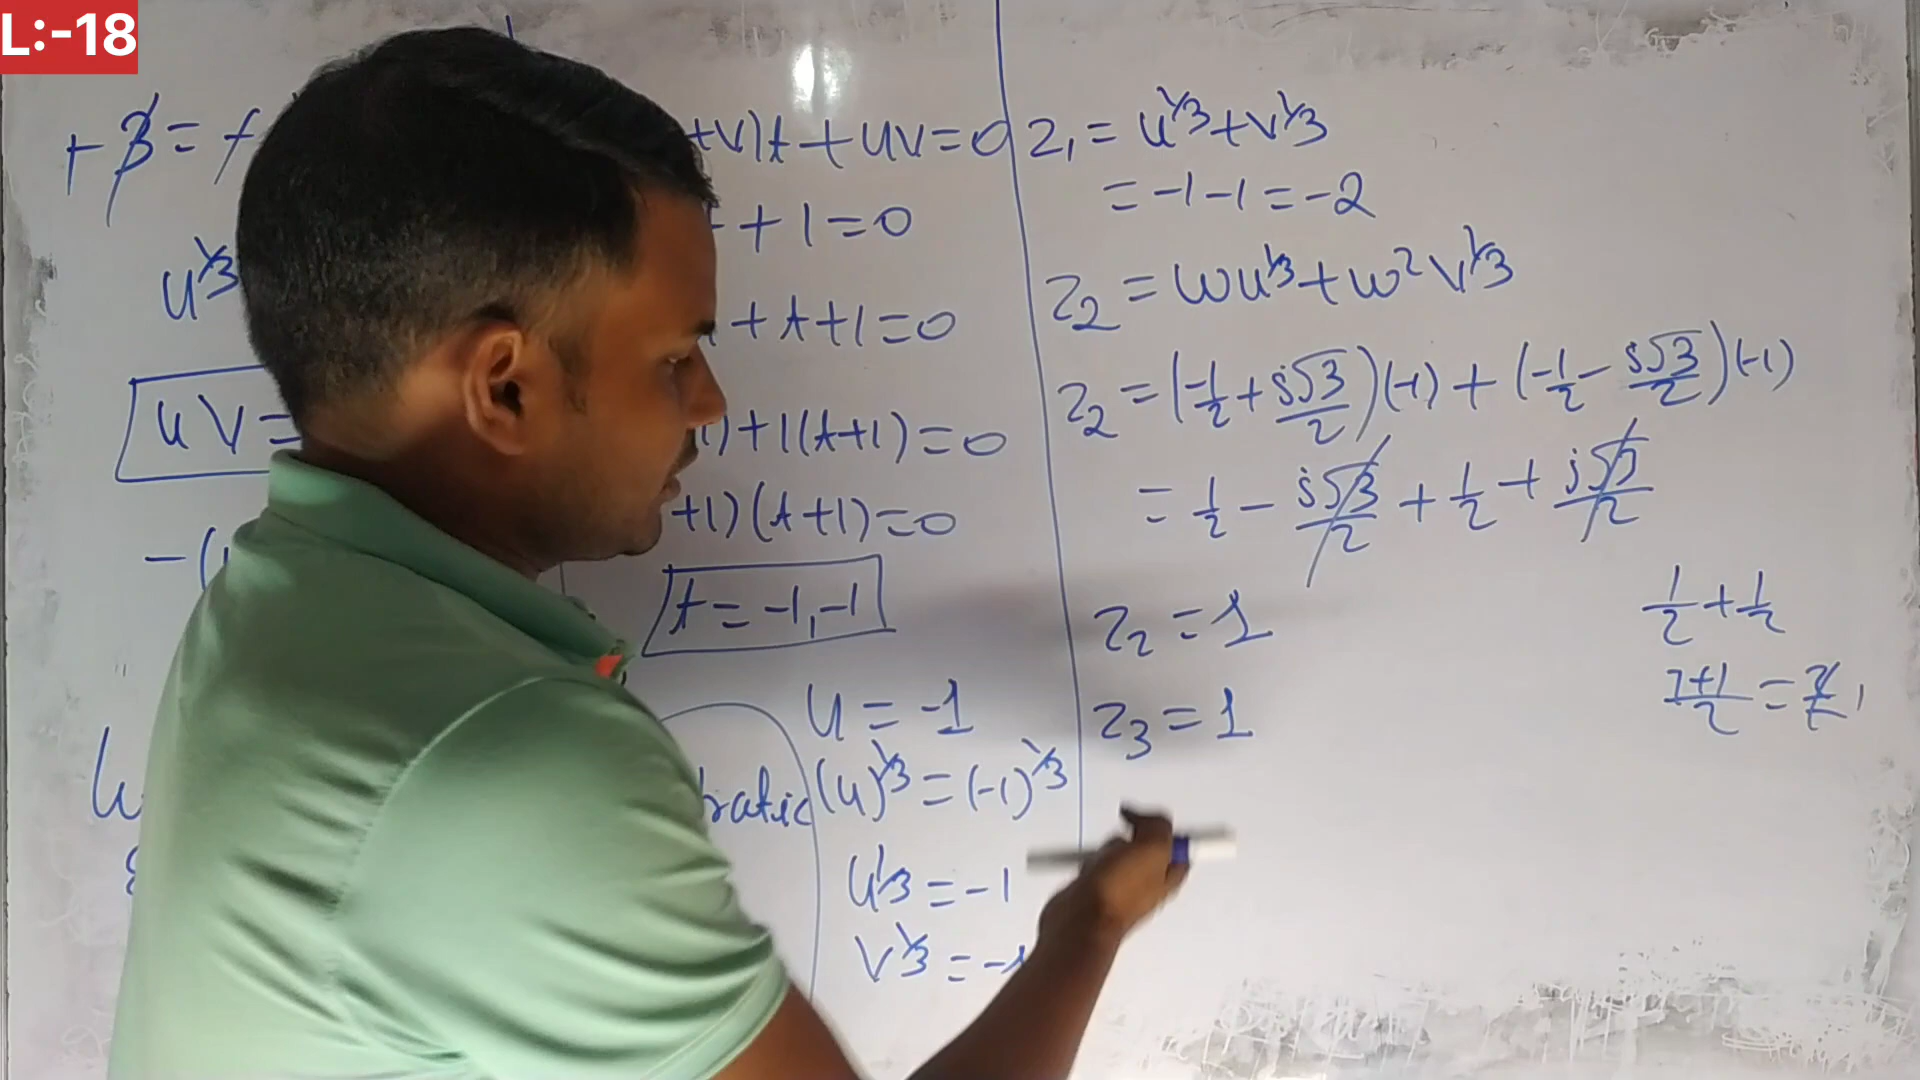 L:-18
+β=
u^1/3
uV=
-(
+V)t+uv=0
+1=0
+t+1=0
)+1(t+1)=0
+1)(t+1)=0
t=-1,-1
u=-1
(u)^1/3=(-1)^1/3
u^1/3=-1
V^1/3=-1
z₁=u^1/3+v^1/3
=-1-1=-2
z₂=ωu^1/3+ω²v^1/3
z₂=(-1/2+i√3/2)(-1)+(-1/2-i√3/2)(-1)
=1/2-i√3/2+1/2+i√3/2
z₂=1
z₃=1
1/2+1/2
1+1/2=2/2 1